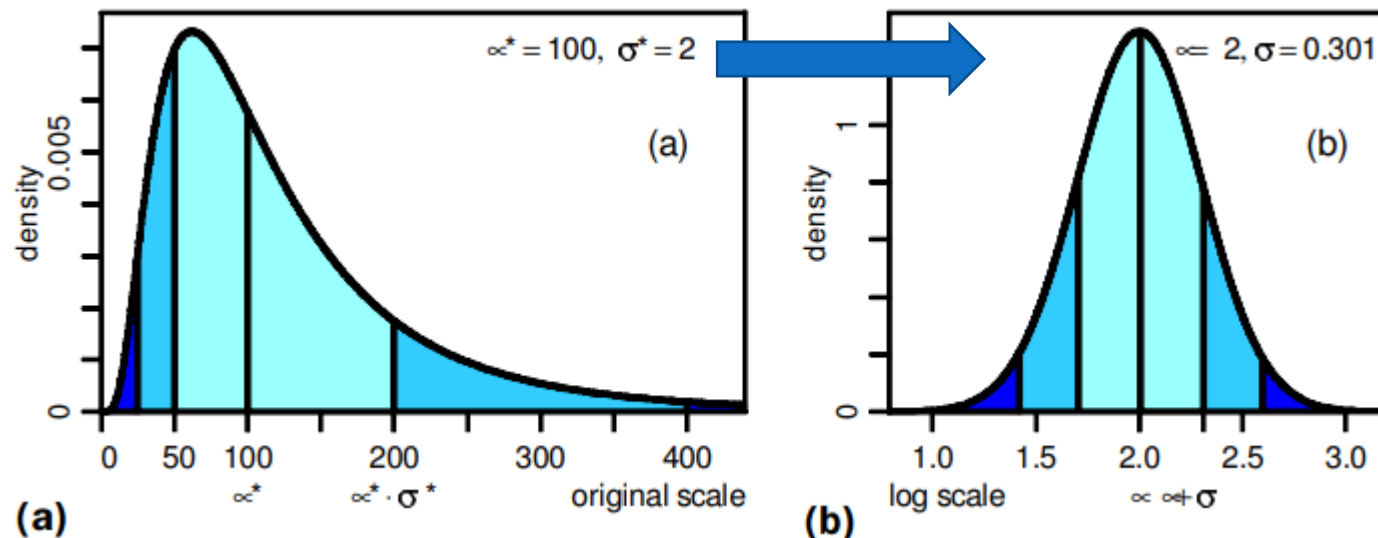 ∝* = 100, σ* = 2
(a)
density
0.005
0
0 50 100 200 300 400
∝* ∝* · σ* original scale
(a)
∝= 2, σ = 0.301
(b)
density
1
0
1.0 1.5 2.0 2.5 3.0
log scale ∝ ∝+ σ
(b)